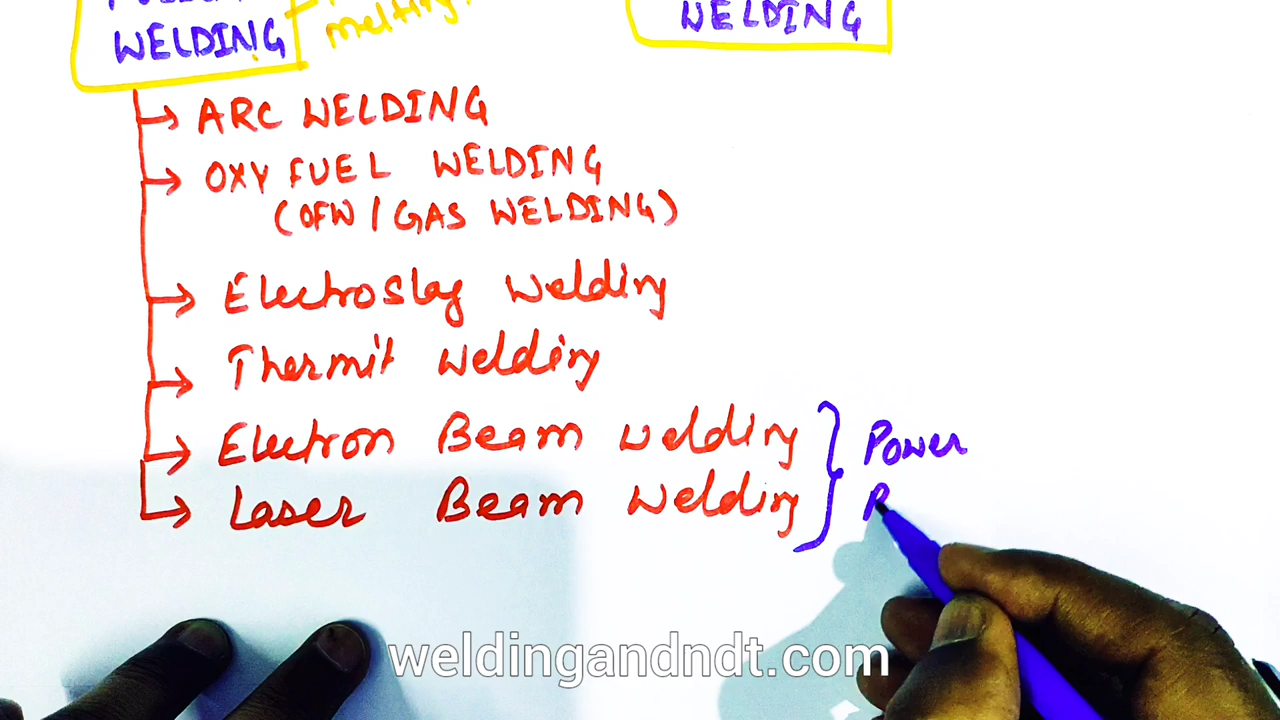 WELDING
melting.
WELDING
ARC WELDING
OXY FUEL WELDING
(OFW / GAS WELDING)
Electroslag Welding
Thermit Welding
Electron Beam Welding
Laser Beam Welding
Power
weldingandndt.com